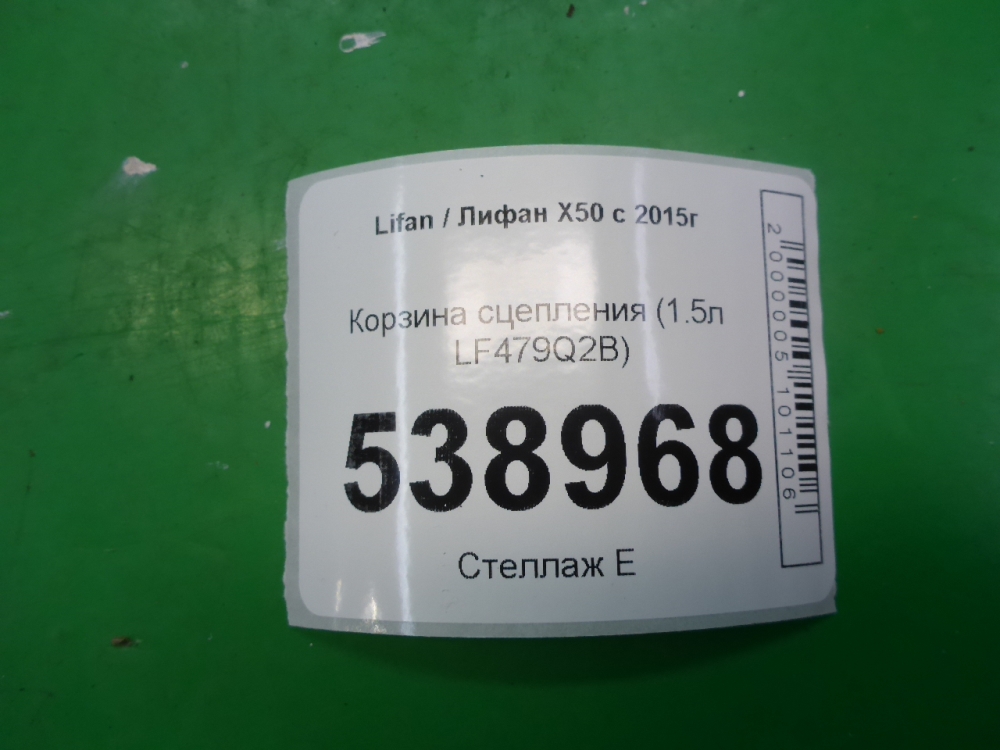 Lifan / Лифан X50 с 2015г
Корзина сцепления (1.5л
LF479Q2B)
538968
Стеллаж Е
2000005101106